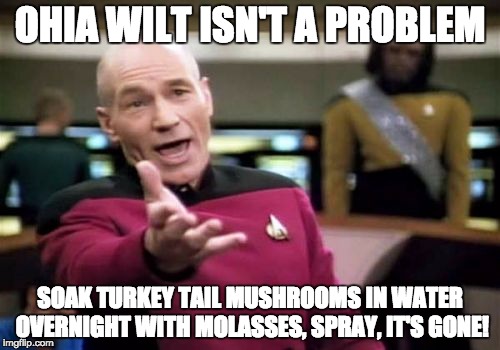 OHIA WILT ISN'T A PROBLEM
SOAK TURKEY TAIL MUSHROOMS IN WATER
OVERNIGHT WITH MOLASSES, SPRAY, IT'S GONE!
imgflip.com